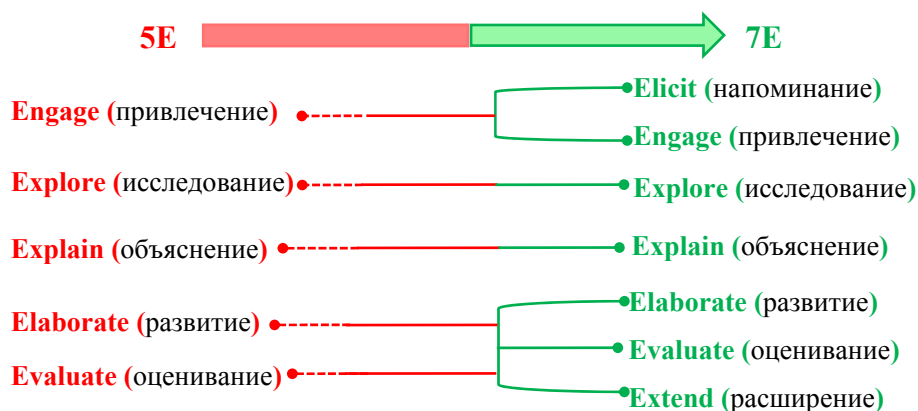 5E 7E
Engage (привлечение)
Elicit (напоминание)
Engage (привлечение)
Explore (исследование)
Explore (исследование)
Explain (объяснение)
Explain (объяснение)
Elaborate (развитие)
Elaborate (развитие)
Evaluate (оценивание)
Evaluate (оценивание)
Extend (расширение)